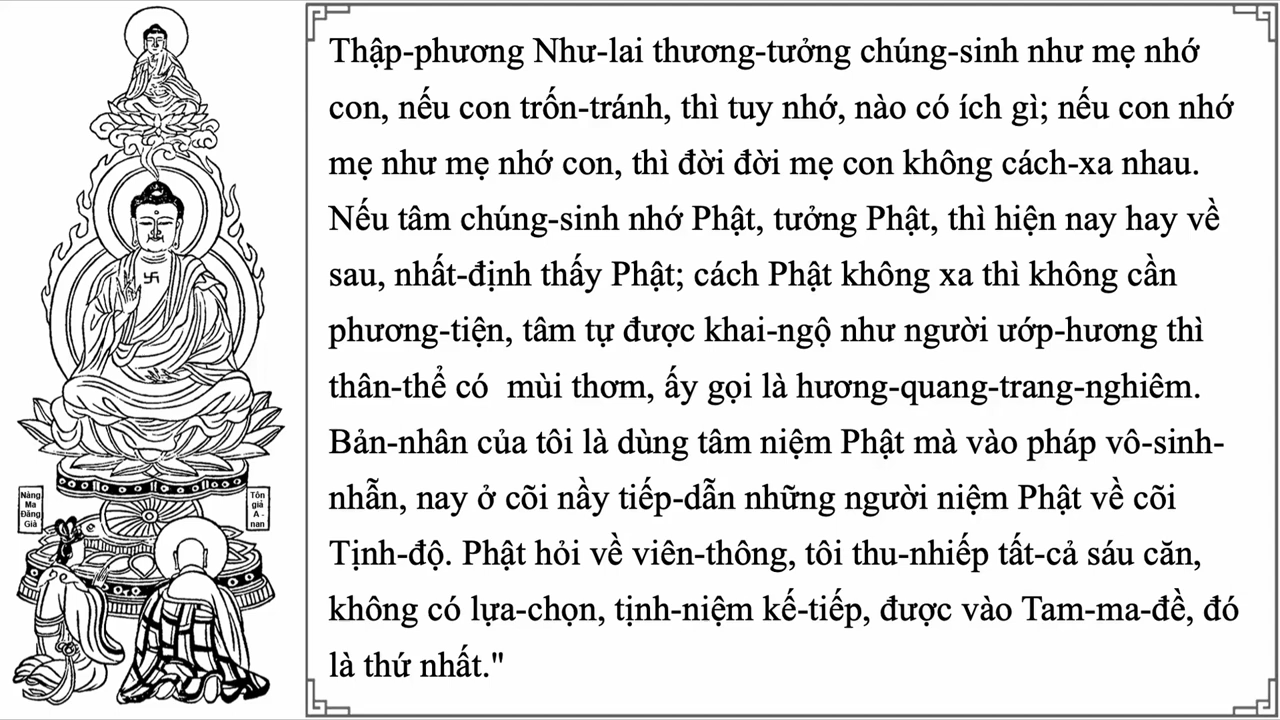 Thập-phương Như-lai thương-tưởng chúng-sinh như mẹ nhớ
con, nếu con trốn-tránh, thì tuy nhớ, nào có ích gì; nếu con nhớ
mẹ như mẹ nhớ con, thì đời đời mẹ con không cách-xa nhau.
Nếu tâm chúng-sinh nhớ Phật, tưởng Phật, thì hiện nay hay về
sau, nhất-định thấy Phật; cách Phật không xa thì không cần
phương-tiện, tâm tự được khai-ngộ như người ướp-hương thì
thân-thể có  mùi thơm, ấy gọi là hương-quang-trang-nghiêm.
Bản-nhân của tôi là dùng tâm niệm Phật mà vào pháp vô-sinh-
nhẫn, nay ở cõi nầy tiếp-dẫn những người niệm Phật về cõi
Tịnh-độ. Phật hỏi về viên-thông, tôi thu-nhiếp tất-cả sáu căn,
không có lựa-chọn, tịnh-niệm kế-tiếp, được vào Tam-ma-đề, đó
là thứ nhất."
Nàng
Ma
Đăng
Già
Tôn
giả
A -
nan